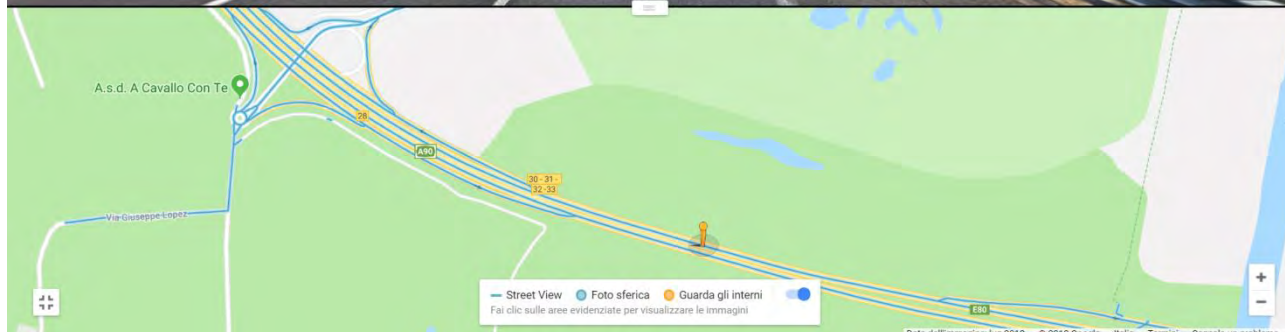 A.s.d. A Cavallo Con Te
28
A90
30 - 31 -
32 -33
Via Giuseppe Lopez
Street View Foto sferica Guarda gli interni
Fai clic sulle aree evidenziate per visualizzare le immagini
E80
+
−